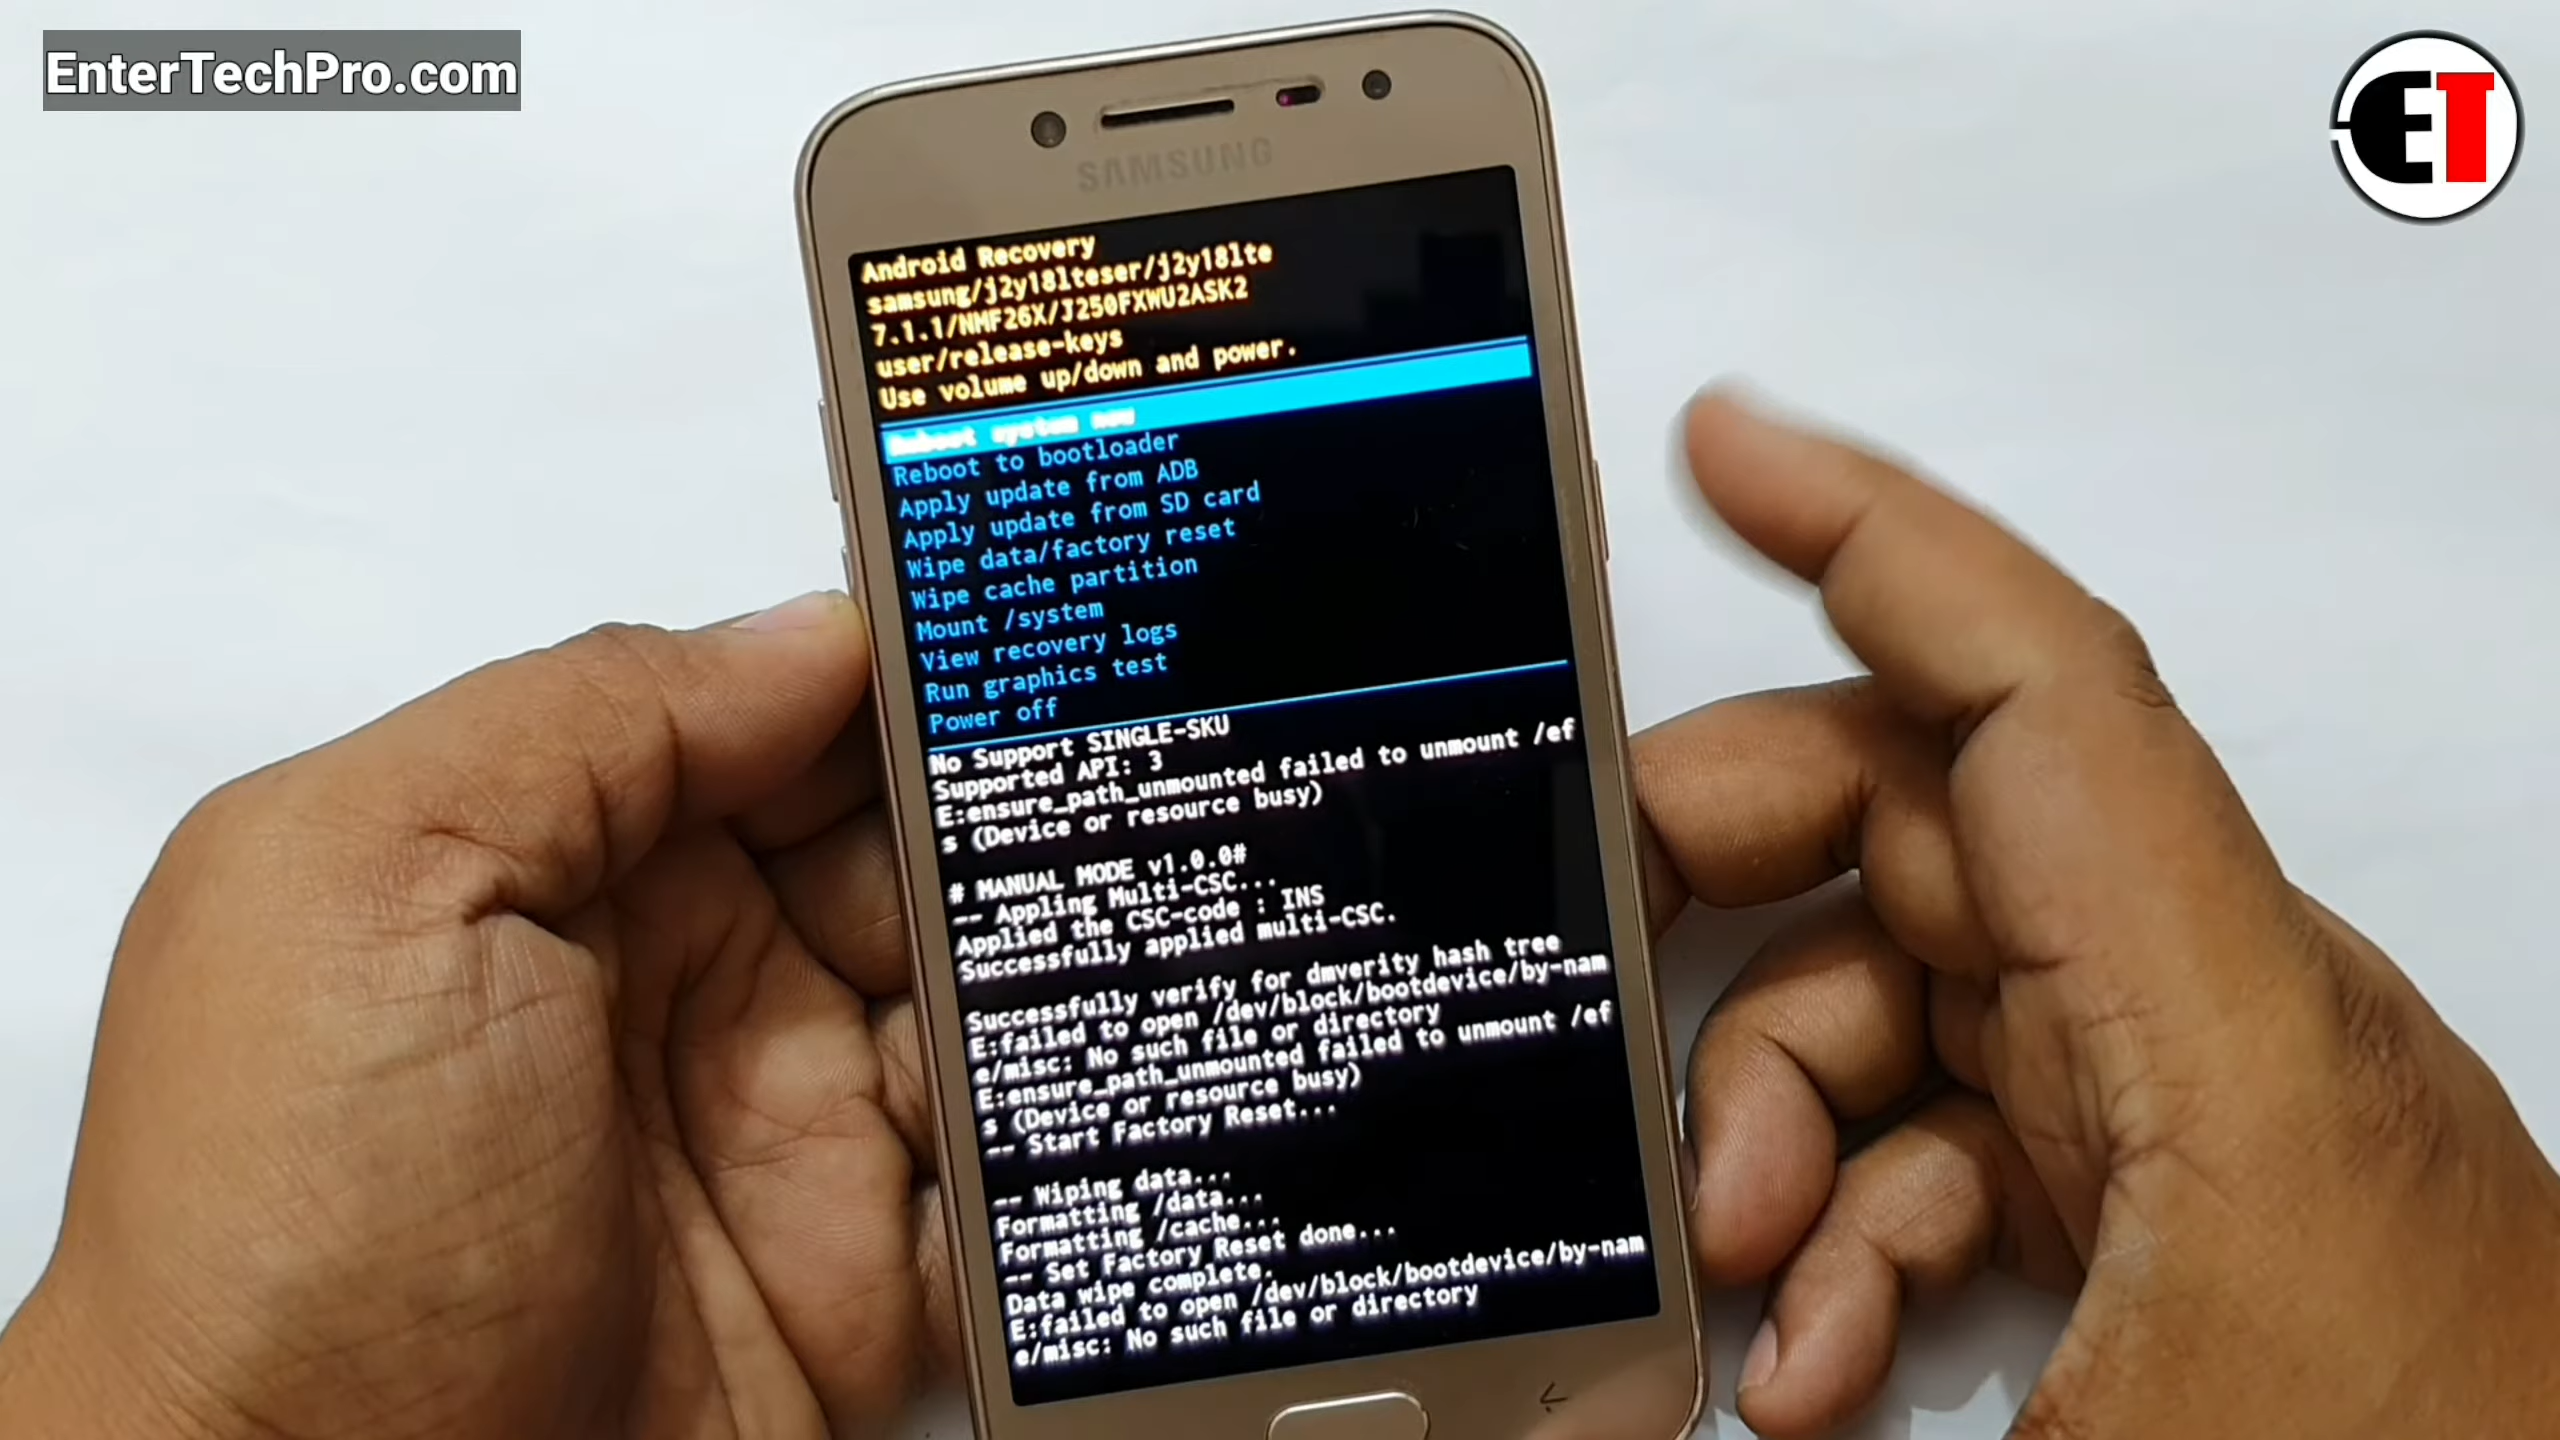 EnterTechPro.com
ET
SAMSUNG
Android Recovery
samsung/j2y18lteser/j2y18lte
7.1.1/NMF26X/J250FXWU2ASK2
user/release-keys
Use volume up/down and power.
Reboot system now
Reboot to bootloader
Apply update from ADB
Apply update from SD card
Wipe data/factory reset
Wipe cache partition
Mount /system
View recovery logs
Run graphics test
Power off
No Support SINGLE-SKU
Supported API: 3
E:ensure_path_unmounted failed to unmount /ef
s (Device or resource busy)
# MANUAL MODE v1.0.0#
-- Appling Multi-CSC...
Applied the CSC-code : INS
Successfully applied multi-CSC.
Successfully verify for dmverity hash tree
E:failed to open /dev/block/bootdevice/by-nam
e/misc: No such file or directory
E:ensure_path_unmounted failed to unmount /ef
s (Device or resource busy)
-- Start Factory Reset...
-- Wiping data...
Formatting /data...
Formatting /cache...
-- Set Factory Reset done...
Data wipe complete.
E:failed to open /dev/block/bootdevice/by-nam
e/misc: No such file or directory